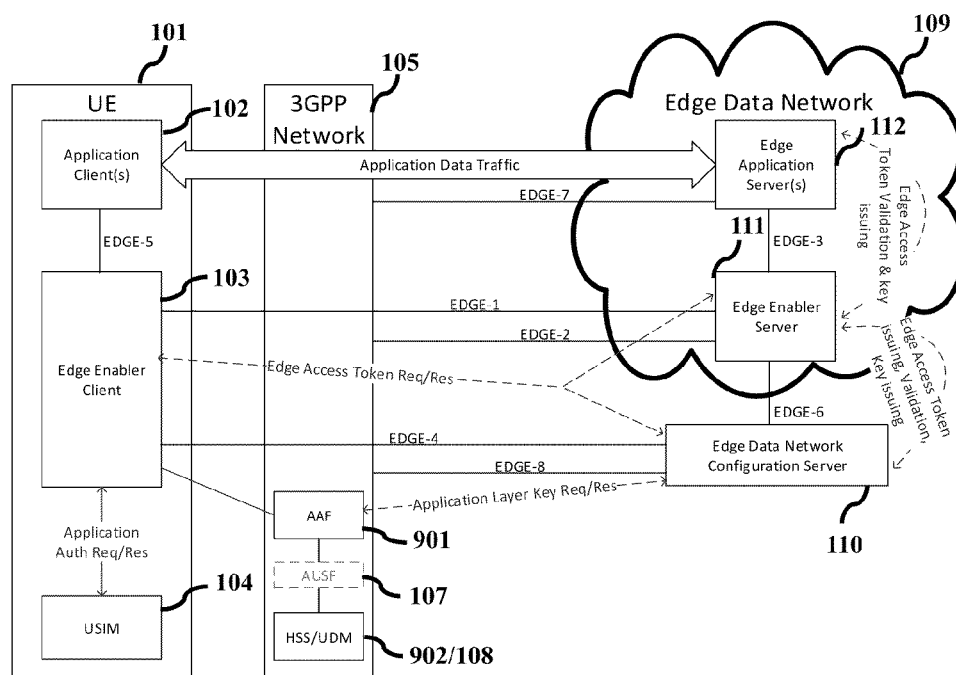 101
109
105
UE
3GPP
Network
Edge Data Network
102
112
Application
Client(s)
Application Data Traffic
Edge
Application
Server(s)
EDGE-7
Edge Access
Token Validation & key
issuing
EDGE-5
EDGE-3
111
103
EDGE-1
Edge Enabler
Server
EDGE-2
Edge Access Token Req/Res
Edge Enabler
Client
Edge Access Token
issuing, Validation,
Key issuing
EDGE-6
EDGE-4
Edge Data Network
Configuration Server
EDGE-8
Application Layer Key Req/Res
AAF
901
110
Application
Auth Req/Res
AUSF
107
104
USIM
HSS/UDM
902/108